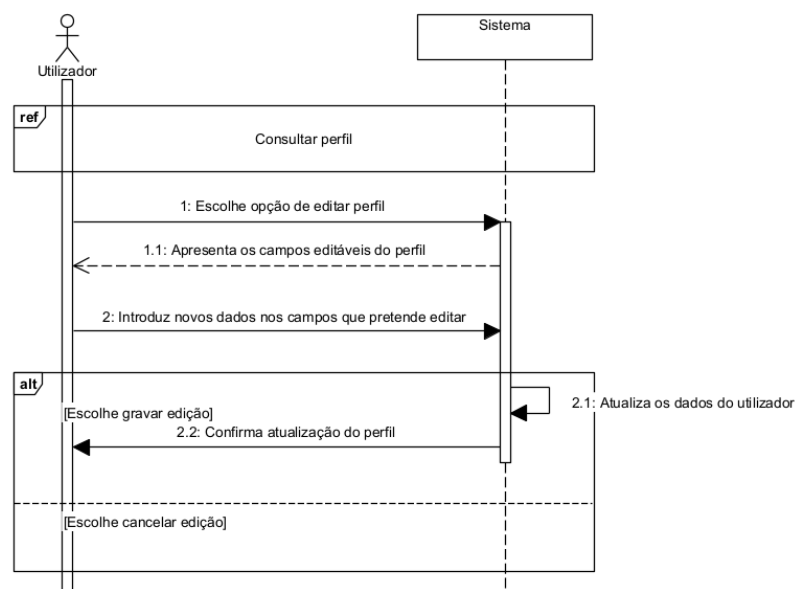 Sistema
Utilizador
ref
Consultar perfil
1: Escolhe opção de editar perfil
1.1: Apresenta os campos editáveis do perfil
2: Introduz novos dados nos campos que pretende editar
alt
2.1: Atualiza os dados do utilizador
[Escolhe gravar edição]
2.2: Confirma atualização do perfil
[Escolhe cancelar edição]